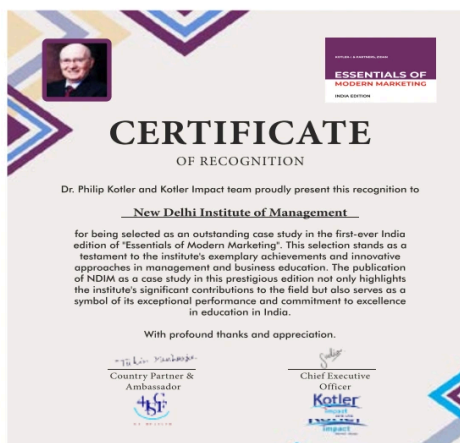 ESSENTIALS OF
MODERN MARKETING
INDIA EDITION
CERTIFICATE
OF RECOGNITION
Dr. Philip Kotler and Kotler Impact team proudly present this recognition to
New Delhi Institute of Management
for being selected as an outstanding case study in the first-ever India
edition of "Essentials of Modern Marketing". This selection stands as a
testament to the institute's exemplary achievements and innovative
approaches in management and business education. The publication
of NDIM as a case study in this prestigious edition not only highlights
the institute's significant contributions to the field but also serves as a
symbol of its exceptional performance and commitment to excellence
in education in India.
With profound thanks and appreciation.
Country Partner &
Ambassador
Chief Executive
Officer
Kotler
Impact
Kotler
Impact